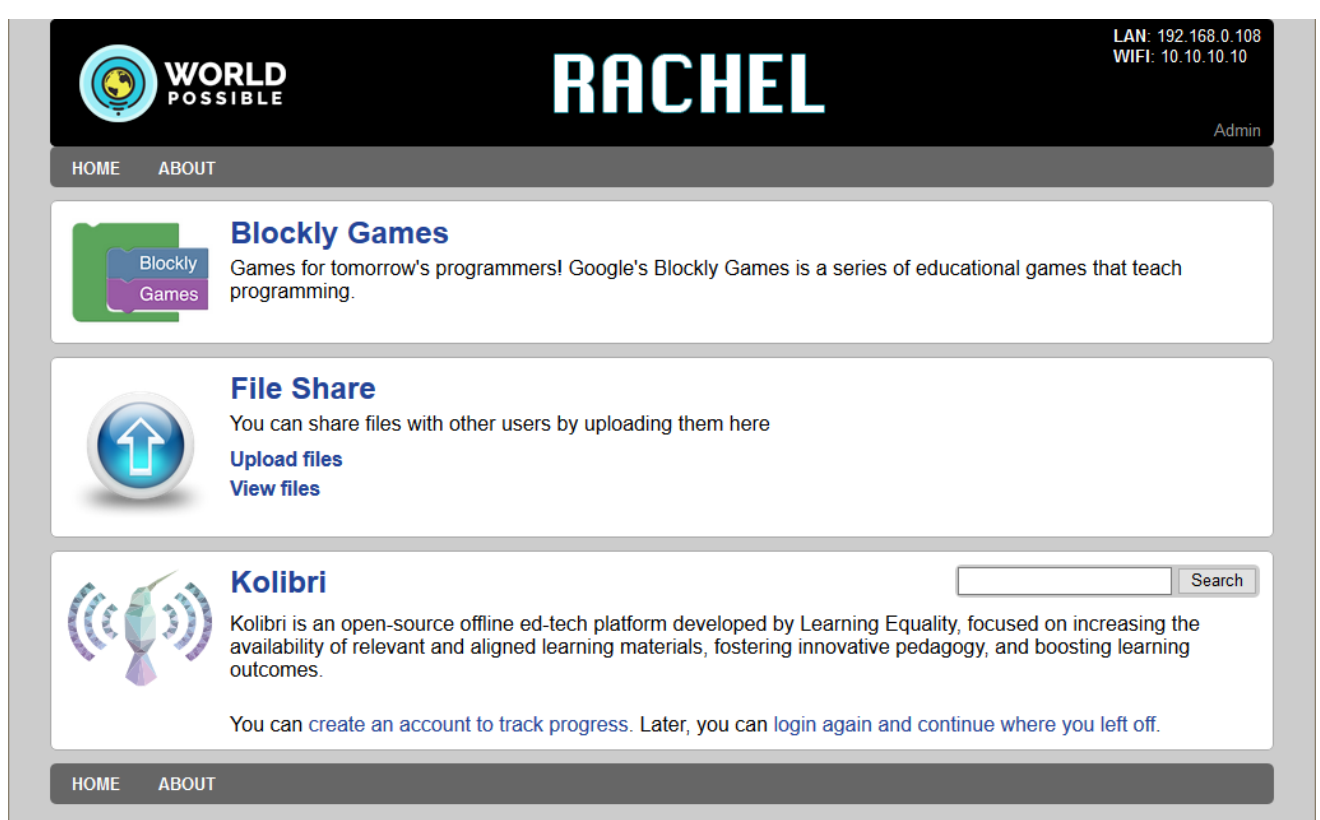 WORLD
POSSIBLE
RACHEL
LAN: 192.168.0.108
WIFI: 10.10.10.10
Admin
HOME ABOUT
Blockly
Games
Blockly Games
Games for tomorrow's programmers! Google's Blockly Games is a series of educational games that teach
programming.
File Share
You can share files with other users by uploading them here
Upload files
View files
Kolibri
Search
Kolibri is an open-source offline ed-tech platform developed by Learning Equality, focused on increasing the
availability of relevant and aligned learning materials, fostering innovative pedagogy, and boosting learning
outcomes.
You can create an account to track progress. Later, you can login again and continue where you left off.
HOME ABOUT